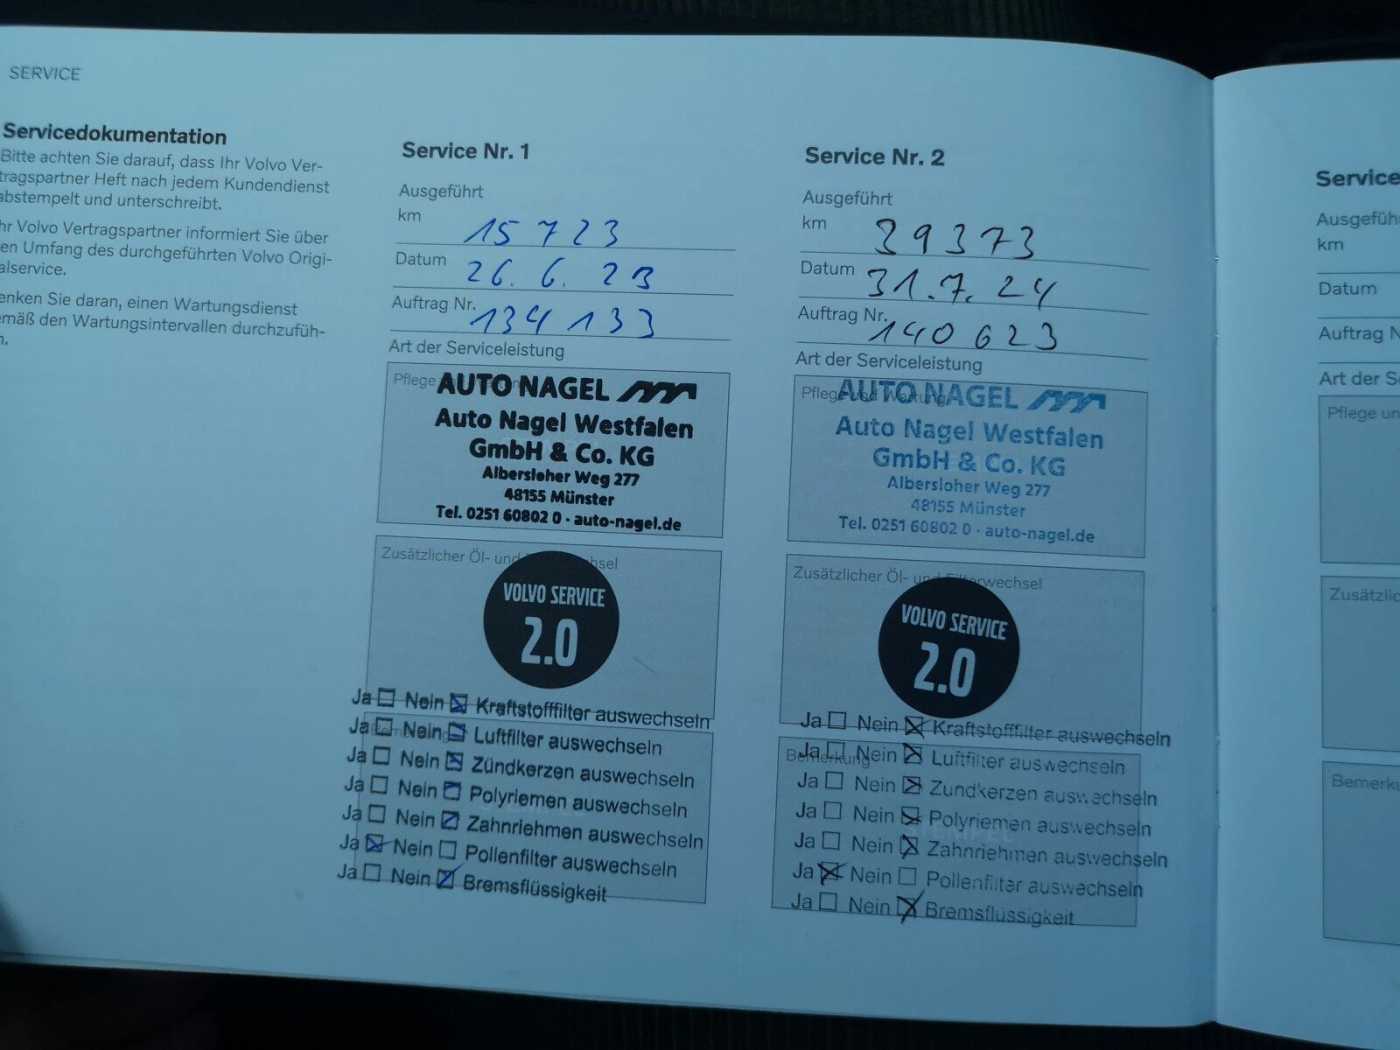 SERVICE
Servicedokumentation
Bitte achten Sie darauf, dass Ihr Volvo Ver-
tragspartner Heft nach jedem Kundendienst
abstempelt und unterschreibt.
hr Volvo Vertragspartner informiert Sie über
en Umfang des durchgeführten Volvo Origi-
alservice.
enken Sie daran, einen Wartungsdienst
emäß den Wartungsintervallen durchzufüh-
n.
Service Nr. 1
Ausgeführt
km 15723
Datum 26.6.23
Auftrag Nr. 134133
Art der Serviceleistung
Pflege
AUTO NAGEL
Auto Nagel Westfalen
GmbH & Co. KG
Albersloher Weg 277
48155 Münster
Tel. 0251 60802 0 · auto-nagel.de
Zusätzlicher Öl- und
VOLVO SERVICE
2.0
Ja Nein Kraftstofffilter auswechseln
Ja Nein Luftfilter auswechseln
Ja Nein Zündkerzen auswechseln
Ja Nein Polyriemen auswechseln
Ja Nein Zahnriehmen auswechseln
Ja Nein Pollenfilter auswechseln
Ja Nein Bremsflüssigkeit
Service Nr. 2
Ausgeführt
km 39373
Datum 31.7.24
Auftrag Nr. 140623
Art der Serviceleistung
Pflege und Wartung
AUTO NAGEL
Auto Nagel Westfalen
GmbH & Co. KG
Albersloher Weg 277
48155 Münster
Tel. 0251 60802 0 · auto-nagel.de
Zusätzlicher Öl- und Filterwechsel
VOLVO SERVICE
2.0
Ja Nein Kraftstofffilter auswechseln
Bemerkung
Ja Nein Luftfilter auswechseln
Ja Nein Zündkerzen auswechseln
Ja Nein Polyriemen auswechseln
Ja Nein Zahnriehmen auswechseln
Ja Nein Pollenfilter auswechseln
Ja Nein Bremsflüssigkeit
Service
Ausgefüh
km
Datum
Auftrag N
Art der Se
Pflege un
Zusätzlic
Bemerku